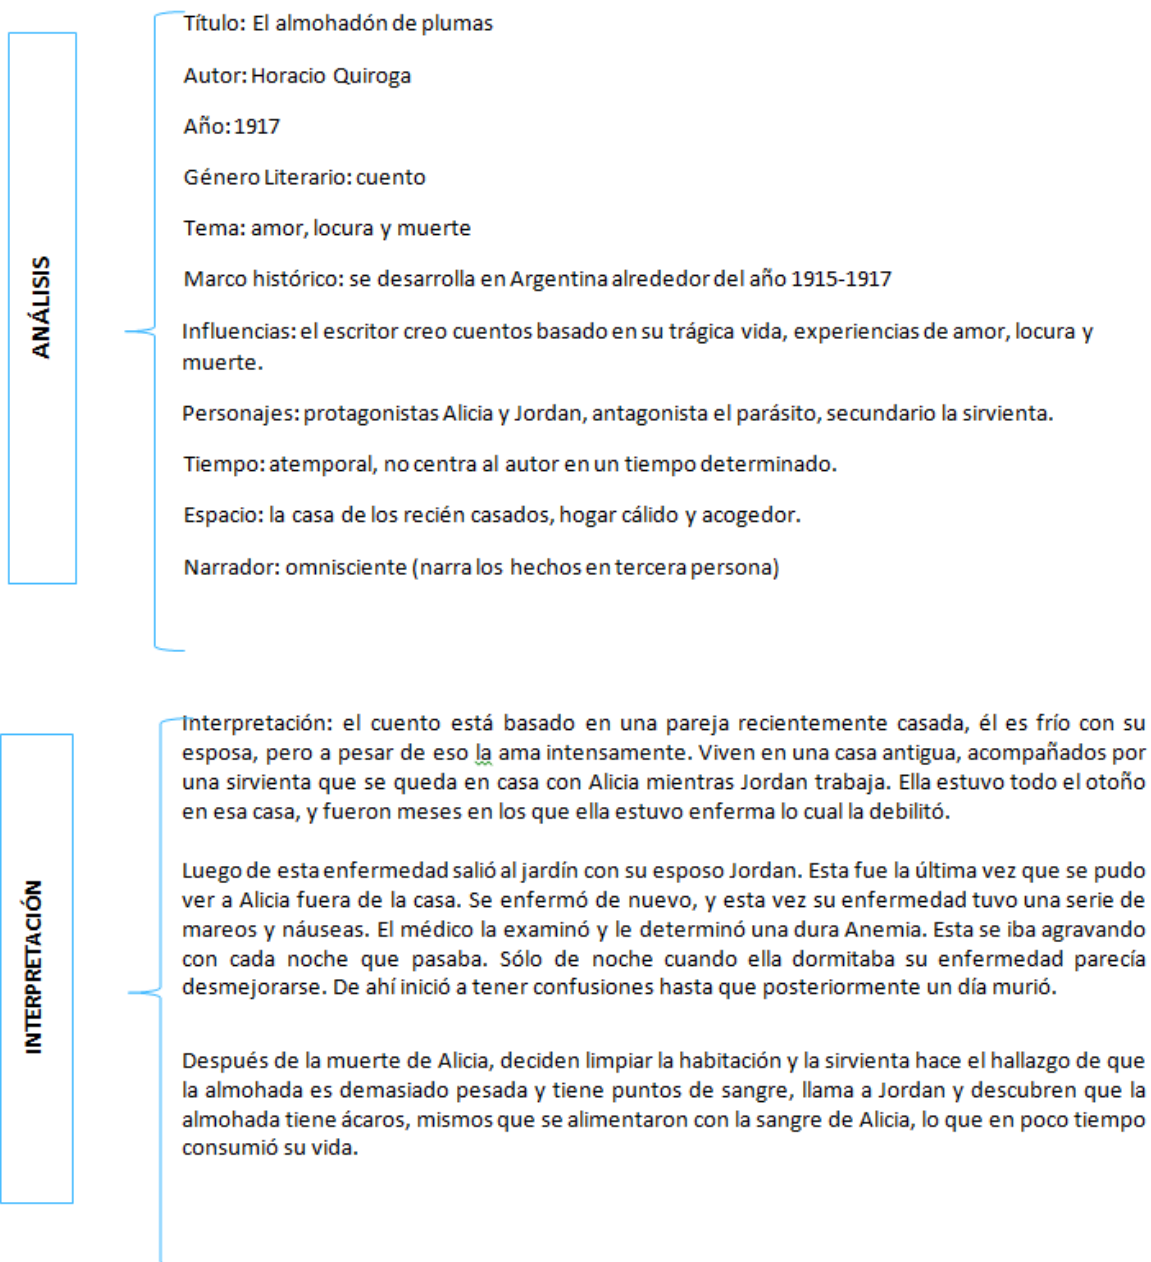 ANÁLISIS
Título: El almohadón de plumas
Autor: Horacio Quiroga
Año: 1917
Género Literario: cuento
Tema: amor, locura y muerte
Marco histórico: se desarrolla en Argentina alrededor del año 1915-1917
Influencias: el escritor creo cuentos basado en su trágica vida, experiencias de amor, locura y
muerte.
Personajes: protagonistas Alicia y Jordan, antagonista el parásito, secundario la sirvienta.
Tiempo: atemporal, no centra al autor en un tiempo determinado.
Espacio: la casa de los recién casados, hogar cálido y acogedor.
Narrador: omnisciente (narra los hechos en tercera persona)
INTERPRETACIÓN
Interpretación: el cuento está basado en una pareja recientemente casada, él es frío con su
esposa, pero a pesar de eso la ama intensamente. Viven en una casa antigua, acompañados por
una sirvienta que se queda en casa con Alicia mientras Jordan trabaja. Ella estuvo todo el otoño
en esa casa, y fueron meses en los que ella estuvo enferma lo cual la debilitó.
Luego de esta enfermedad salió al jardín con su esposo Jordan. Esta fue la última vez que se pudo
ver a Alicia fuera de la casa. Se enfermó de nuevo, y esta vez su enfermedad tuvo una serie de
mareos y náuseas. El médico la examinó y le determinó una dura Anemia. Esta se iba agravando
con cada noche que pasaba. Sólo de noche cuando ella dormitaba su enfermedad parecía
desmejorarse. De ahí inició a tener confusiones hasta que posteriormente un día murió.
Después de la muerte de Alicia, deciden limpiar la habitación y la sirvienta hace el hallazgo de que
la almohada es demasiado pesada y tiene puntos de sangre, llama a Jordan y descubren que la
almohada tiene ácaros, mismos que se alimentaron con la sangre de Alicia, lo que en poco tiempo
consumió su vida.